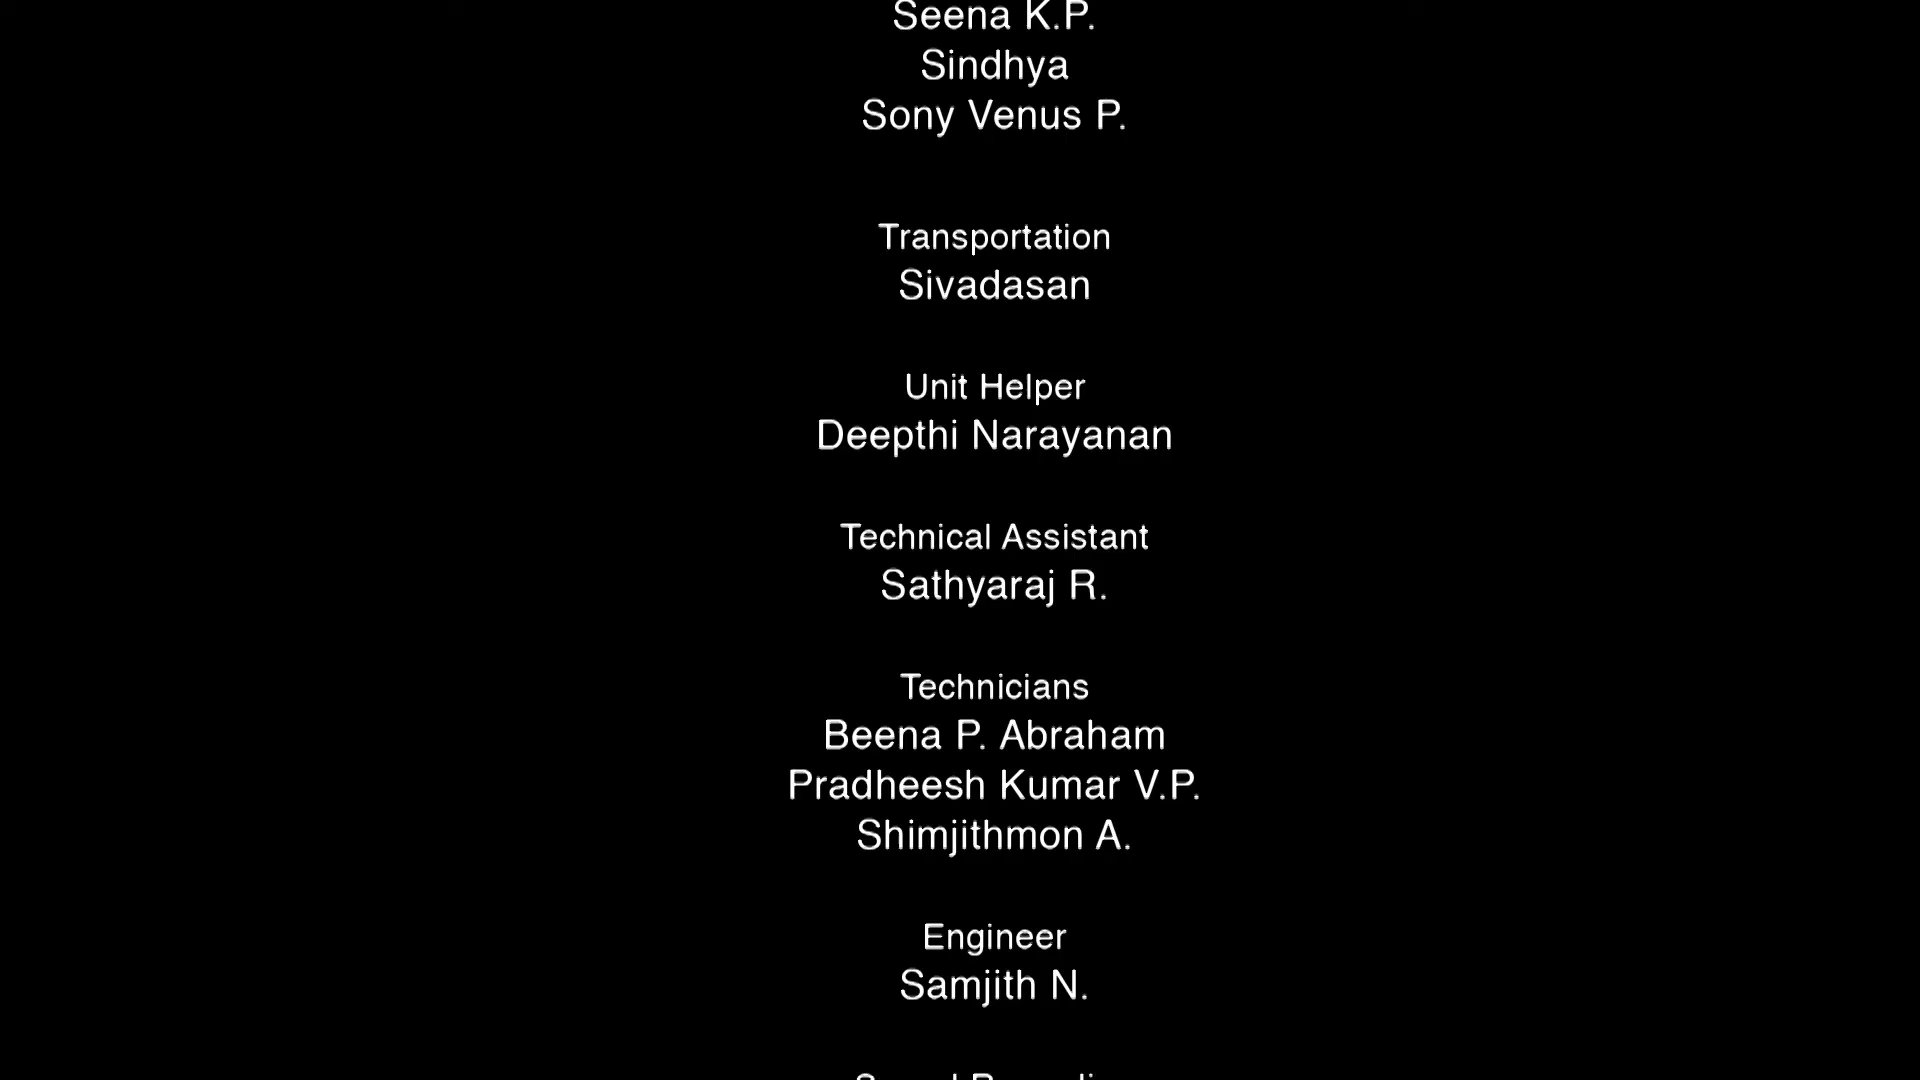 Seena K.P.
Sindhya
Sony Venus P.
Transportation
Sivadasan
Unit Helper
Deepthi Narayanan
Technical Assistant
Sathyaraj R.
Technicians
Beena P. Abraham
Pradheesh Kumar V.P.
Shimjithmon A.
Engineer
Samjith N.